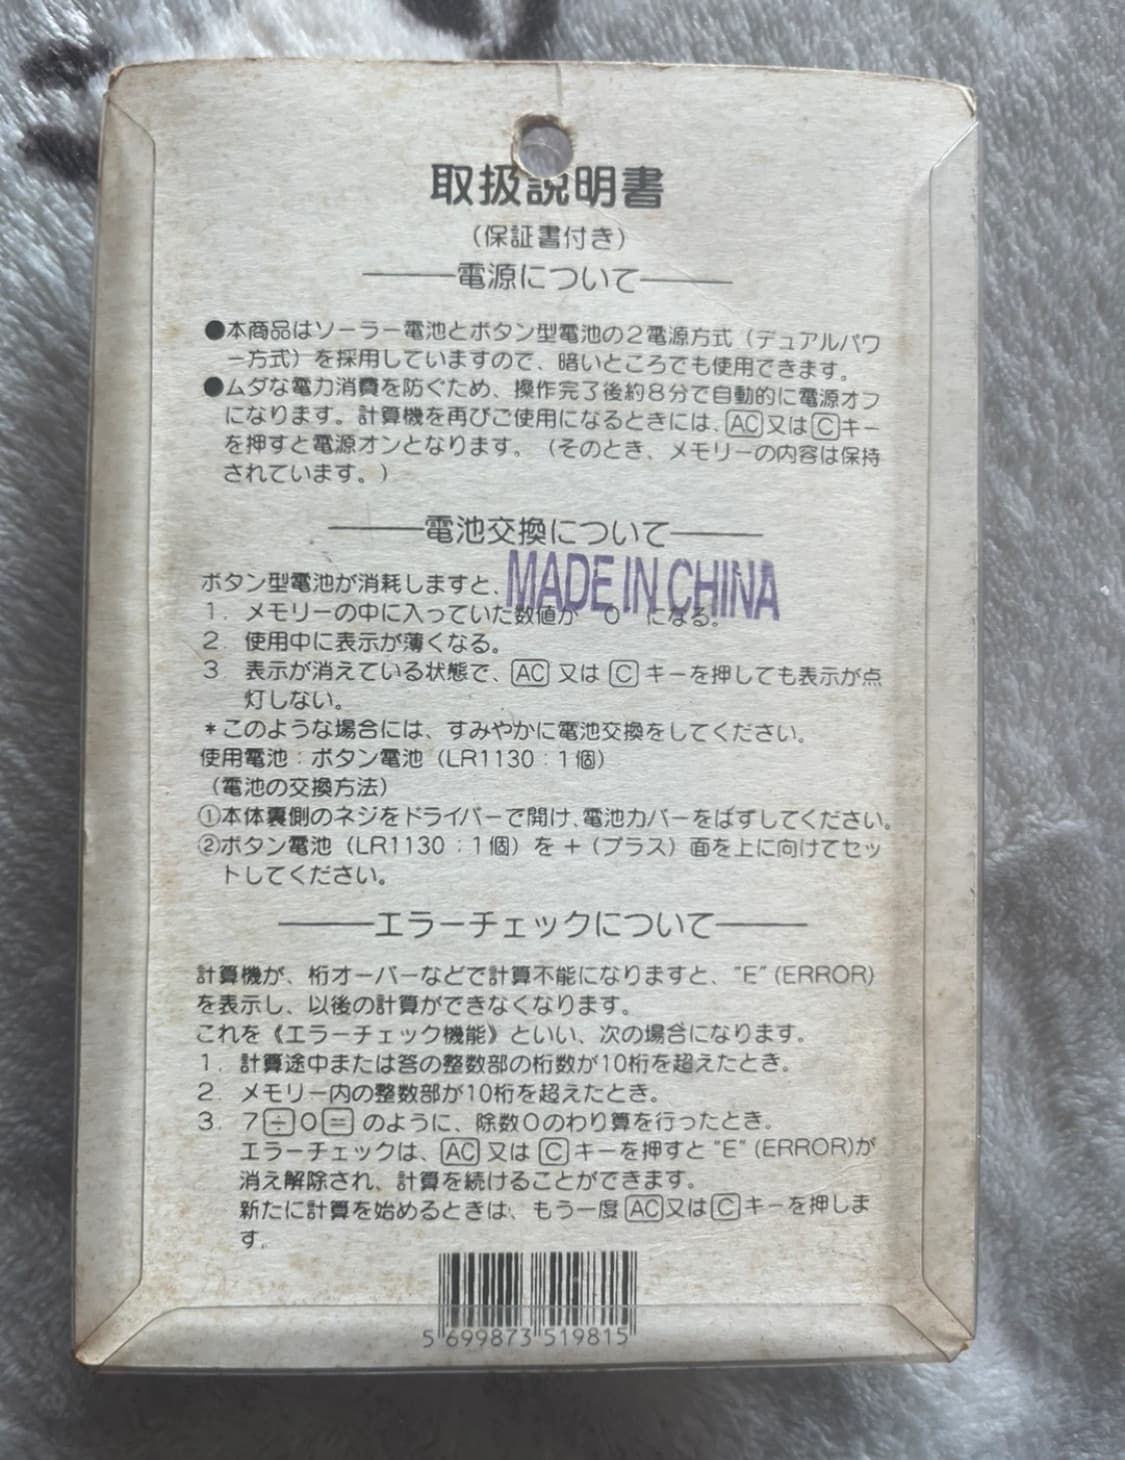 取扱説明書
(保証書付き)
電源について
●本商品はソーラー電池とボタン型電池の2電源方式（デュアルパワ
ー方式）を採用していますので、暗いところでも使用できます。
●ムダな電力消費を防ぐため、操作完了後約8分で自動的に電源オフ
になります。計算機を再びご使用になるときには、AC又はCキー
を押すと電源オンとなります。（そのとき、メモリーの内容は保持
されています。）
電池交換について
MADE IN CHINA
ボタン型電池が消耗しますと、
1. メモリーの中に入っていた数値が 0 になる。
2. 使用中に表示が薄くなる。
3 表示が消えている状態で、AC 又は C キーを押しても表示が点
灯しない。
*このような場合には、すみやかに電池交換をしてください。
使用電池：ボタン電池（LR1130：1個）
（電池の交換方法）
①本体裏側のネジをドライバーで開け、電池カバーをはずしてください。
②ボタン電池（LR1130：1個）を＋（プラス）面を上に向けてセッ
トしてください。
エラーチェックについて
計算機が、桁オーバーなどで計算不能になりますと、"E"(ERROR)
を表示し、以後の計算ができなくなります。
これを《エラーチェック機能》といい、次の場合になります。
1. 計算途中または答の整数部の桁数が10桁を超えたとき。
2. メモリー内の整数部が10桁を超えたとき。
3. 7÷0= のように、除数0のわり算を行ったとき。
エラーチェックは、AC 又は C キーを押すと"E"(ERROR)が
消え解除され、計算を続けることができます。
新たに計算を始めるときは、もう一度AC又はCキーを押しま
す。
5 699873 519815